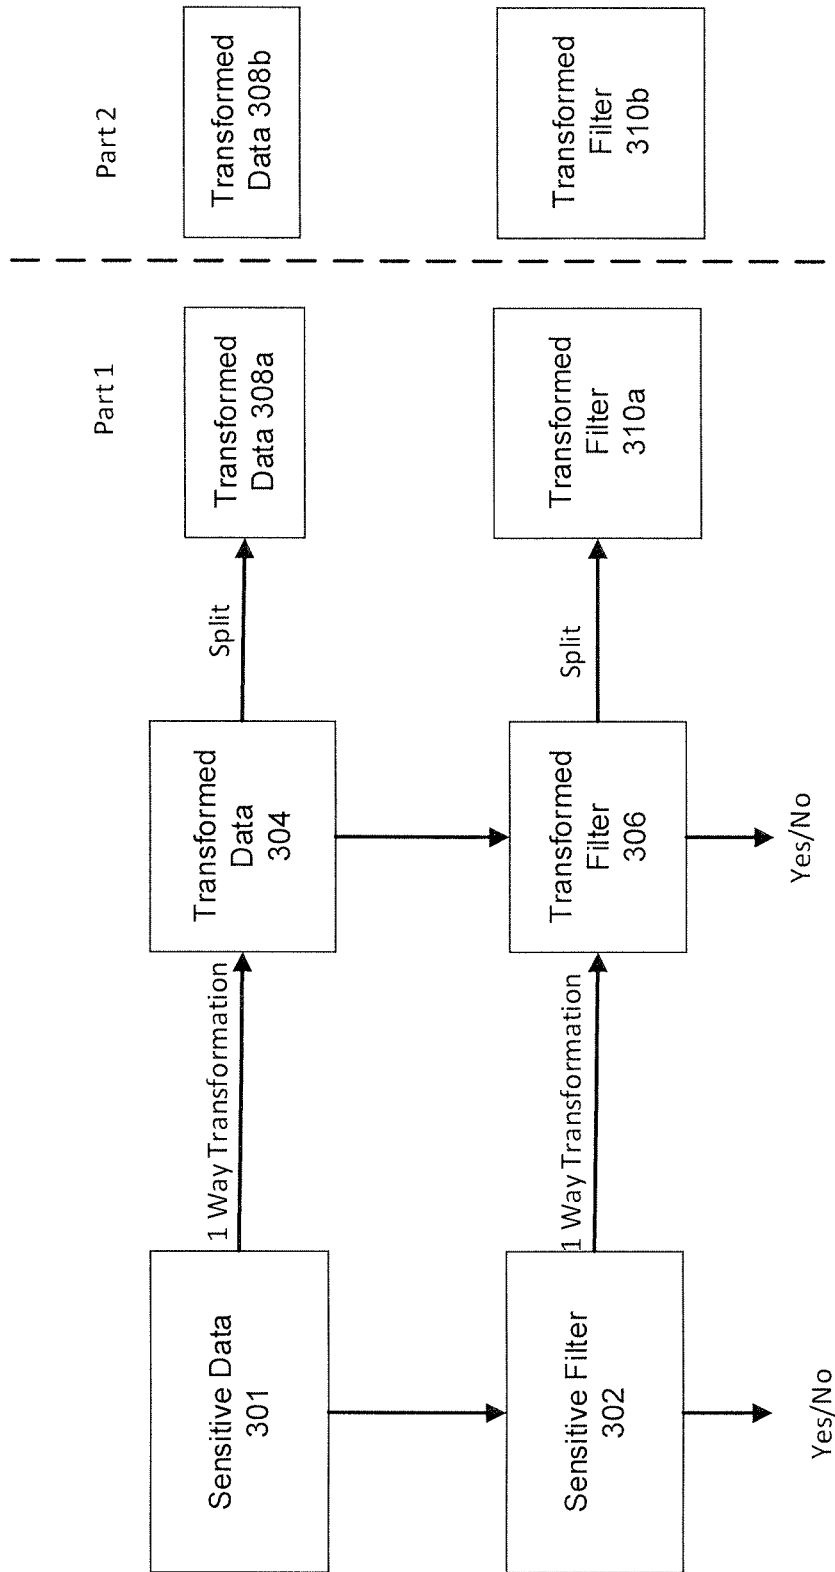 Part 1
Part 2
Sensitive Data
301
1 Way Transformation
Transformed
Data
304
Split
Transformed
Data 308a
Transformed
Data 308b
Sensitive Filter
302
1 Way Transformation
Transformed
Filter
306
Split
Transformed
Filter
310a
Transformed
Filter
310b
Yes/No
Yes/No